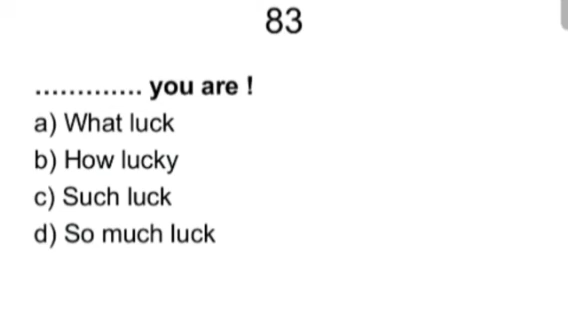 83
............. you are !
a) What luck
b) How lucky
c) Such luck
d) So much luck